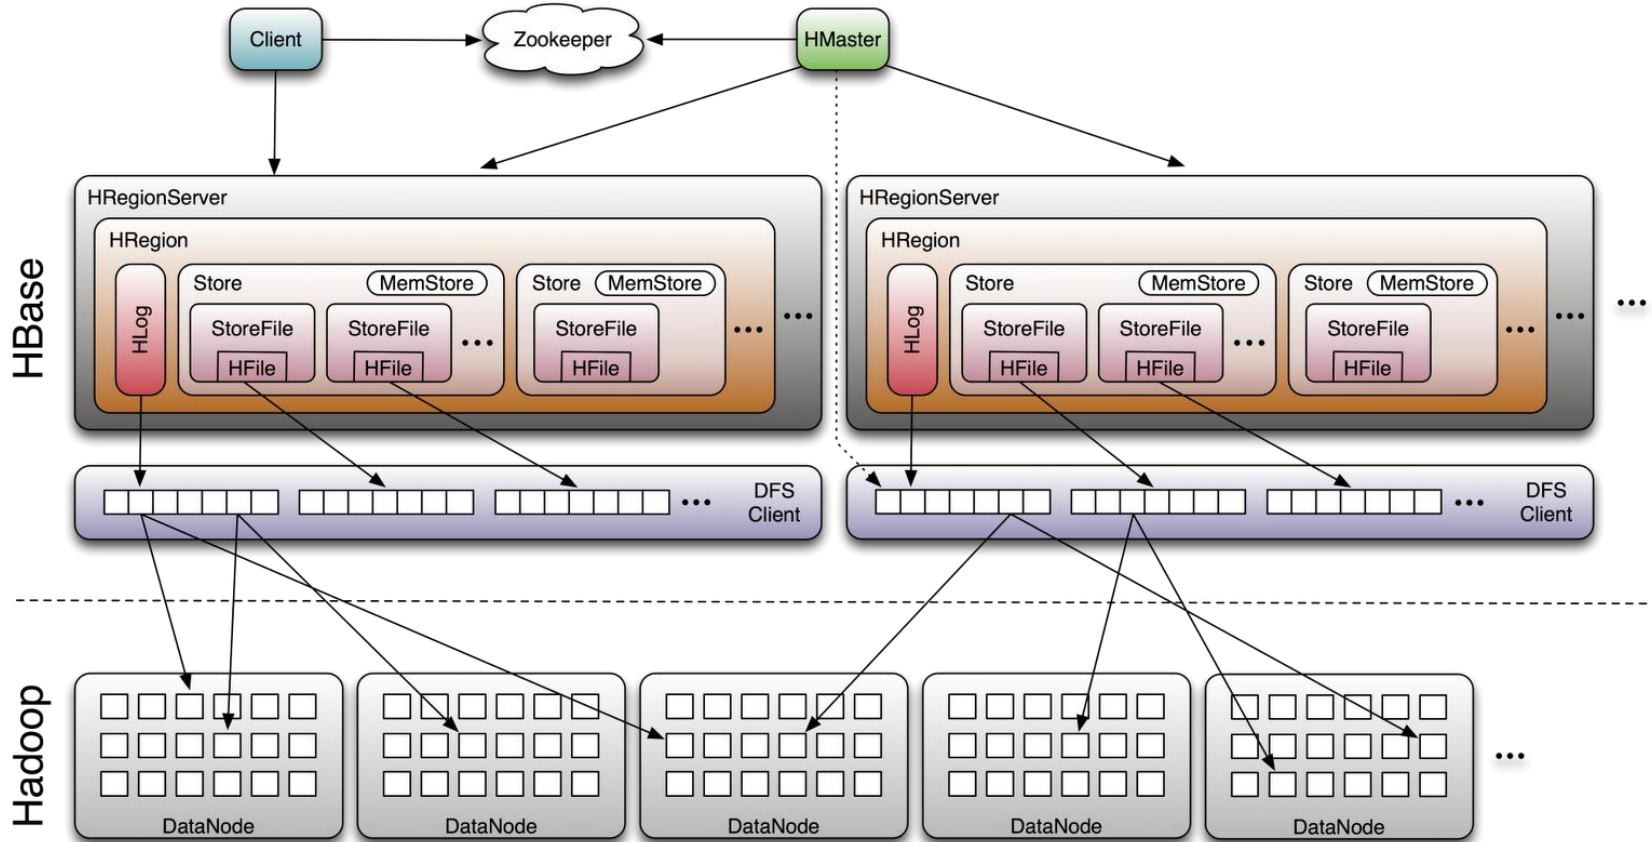 Client
Zookeeper
HMaster
HBase
HRegionServer
HRegion
HLog
Store
MemStore
StoreFile
HFile
StoreFile
HFile
...
Store
MemStore
StoreFile
HFile
...
...
HRegionServer
HRegion
HLog
Store
MemStore
StoreFile
HFile
StoreFile
HFile
...
Store
MemStore
StoreFile
HFile
...
...
...
...
DFS
Client
...
DFS
Client
Hadoop
DataNode
DataNode
DataNode
DataNode
DataNode
...